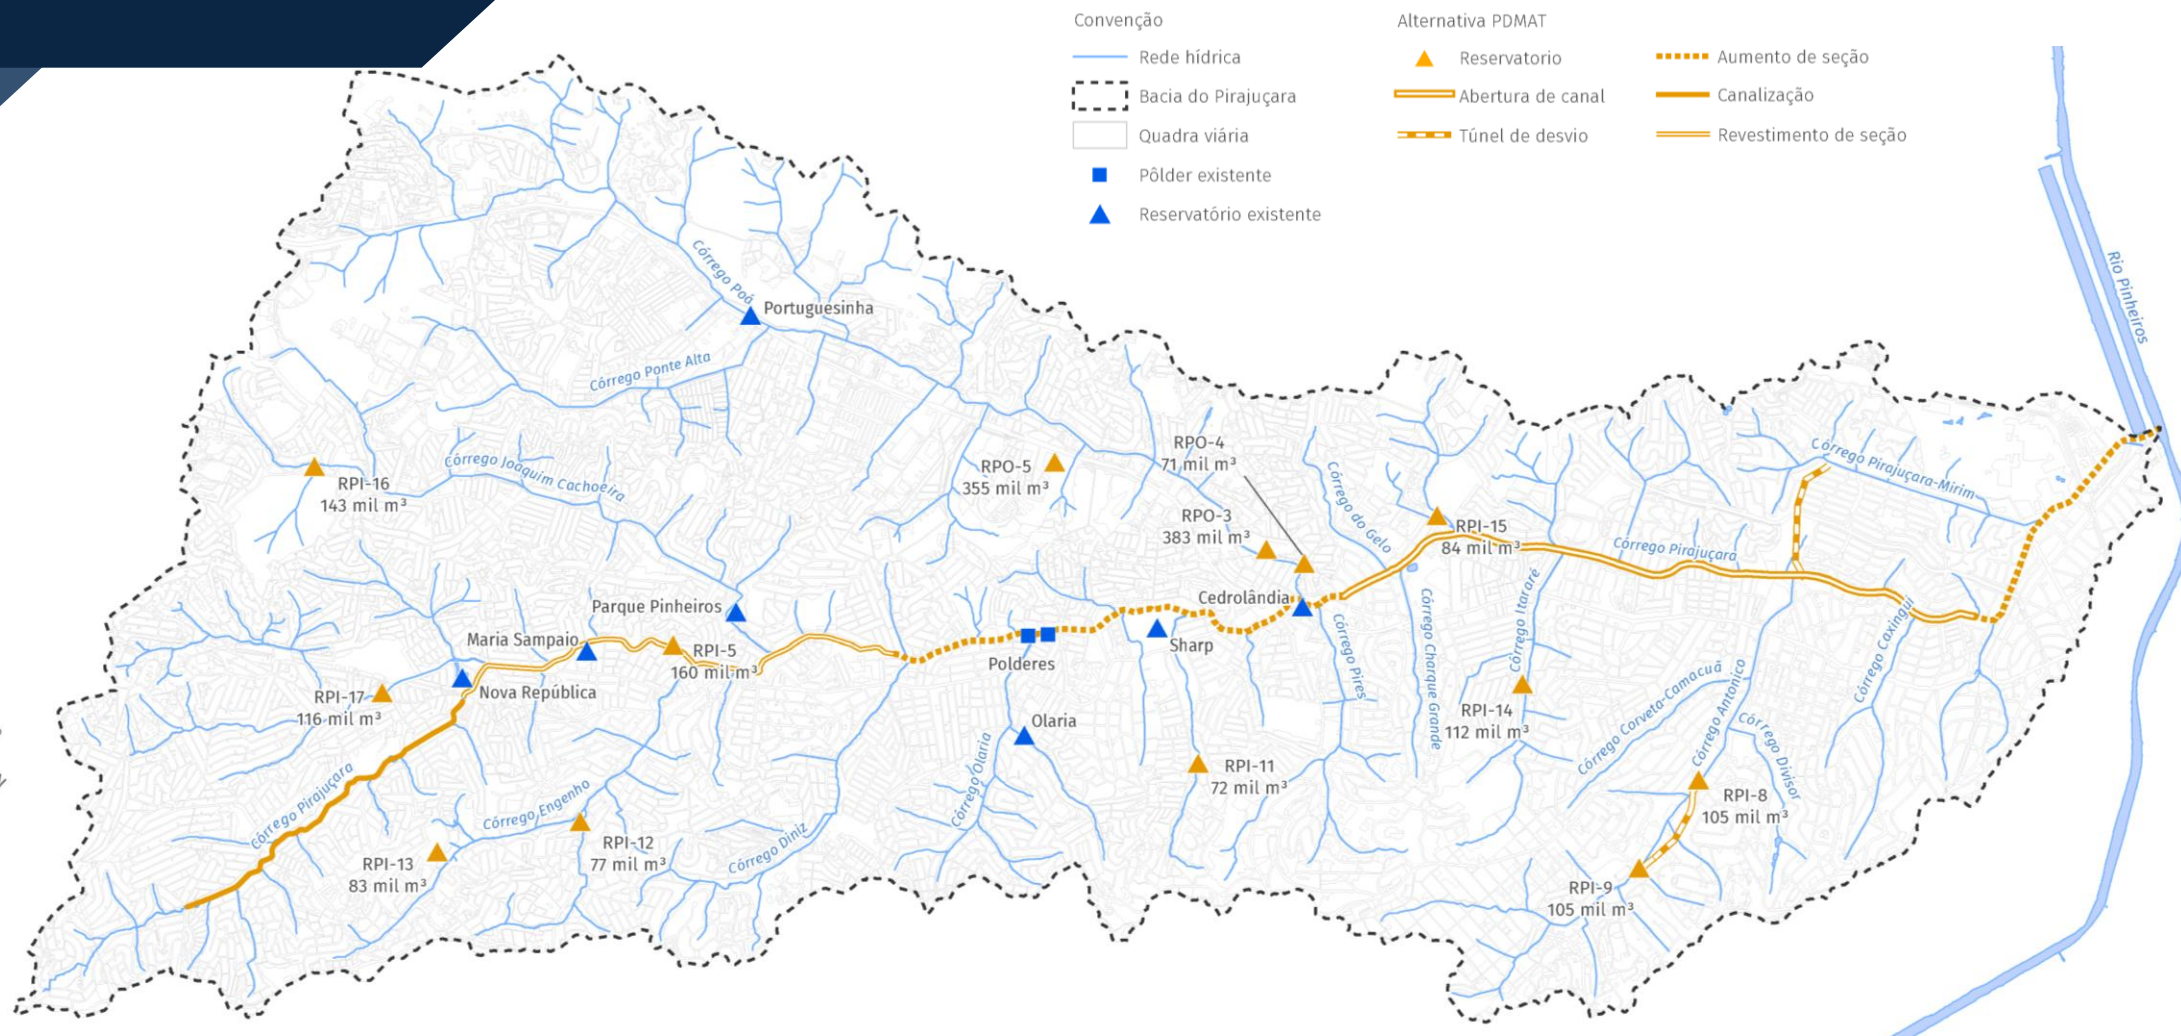 Convenção
Rede hídrica
Bacia do Pirajuçara
Quadra viária
Pôlder existente
Reservatório existente
Alternativa PDMAT
Reservatorio
Abertura de canal
Túnel de desvio
Aumento de seção
Canalização
Revestimento de seção
Rio Pinheiros
Córrego Poá
Portuguesinha
Córrego Ponte Alta
Córrego Joaquim Cachoeira
RPI-16
143 mil m³
RPO-5
355 mil m³
RPO-4
71 mil m³
RPO-3
383 mil m³
Córrego do Gelo
RPI-15
84 mil m³
Córrego Pirajuçara
Córrego Pirajuçara-Mirim
Parque Pinheiros
Maria Sampaio
RPI-5
160 mil m³
Nova República
RPI-17
116 mil m³
Polderes
Cedrolândia
Sharp
Córrego Pires
Córrego Charque Grande
Córrego Itararé
RPI-14
112 mil m³
Córrego Corveta-Camacuã
Córrego Antonico
Córrego Divisor
Córrego Caxingui
Olaria
Córrego Olaria
RPI-11
72 mil m³
RPI-8
105 mil m³
RPI-9
105 mil m³
Córrego Pirajuçara
Córrego Engenho
RPI-12
77 mil m³
RPI-13
83 mil m³
Córrego Diniz